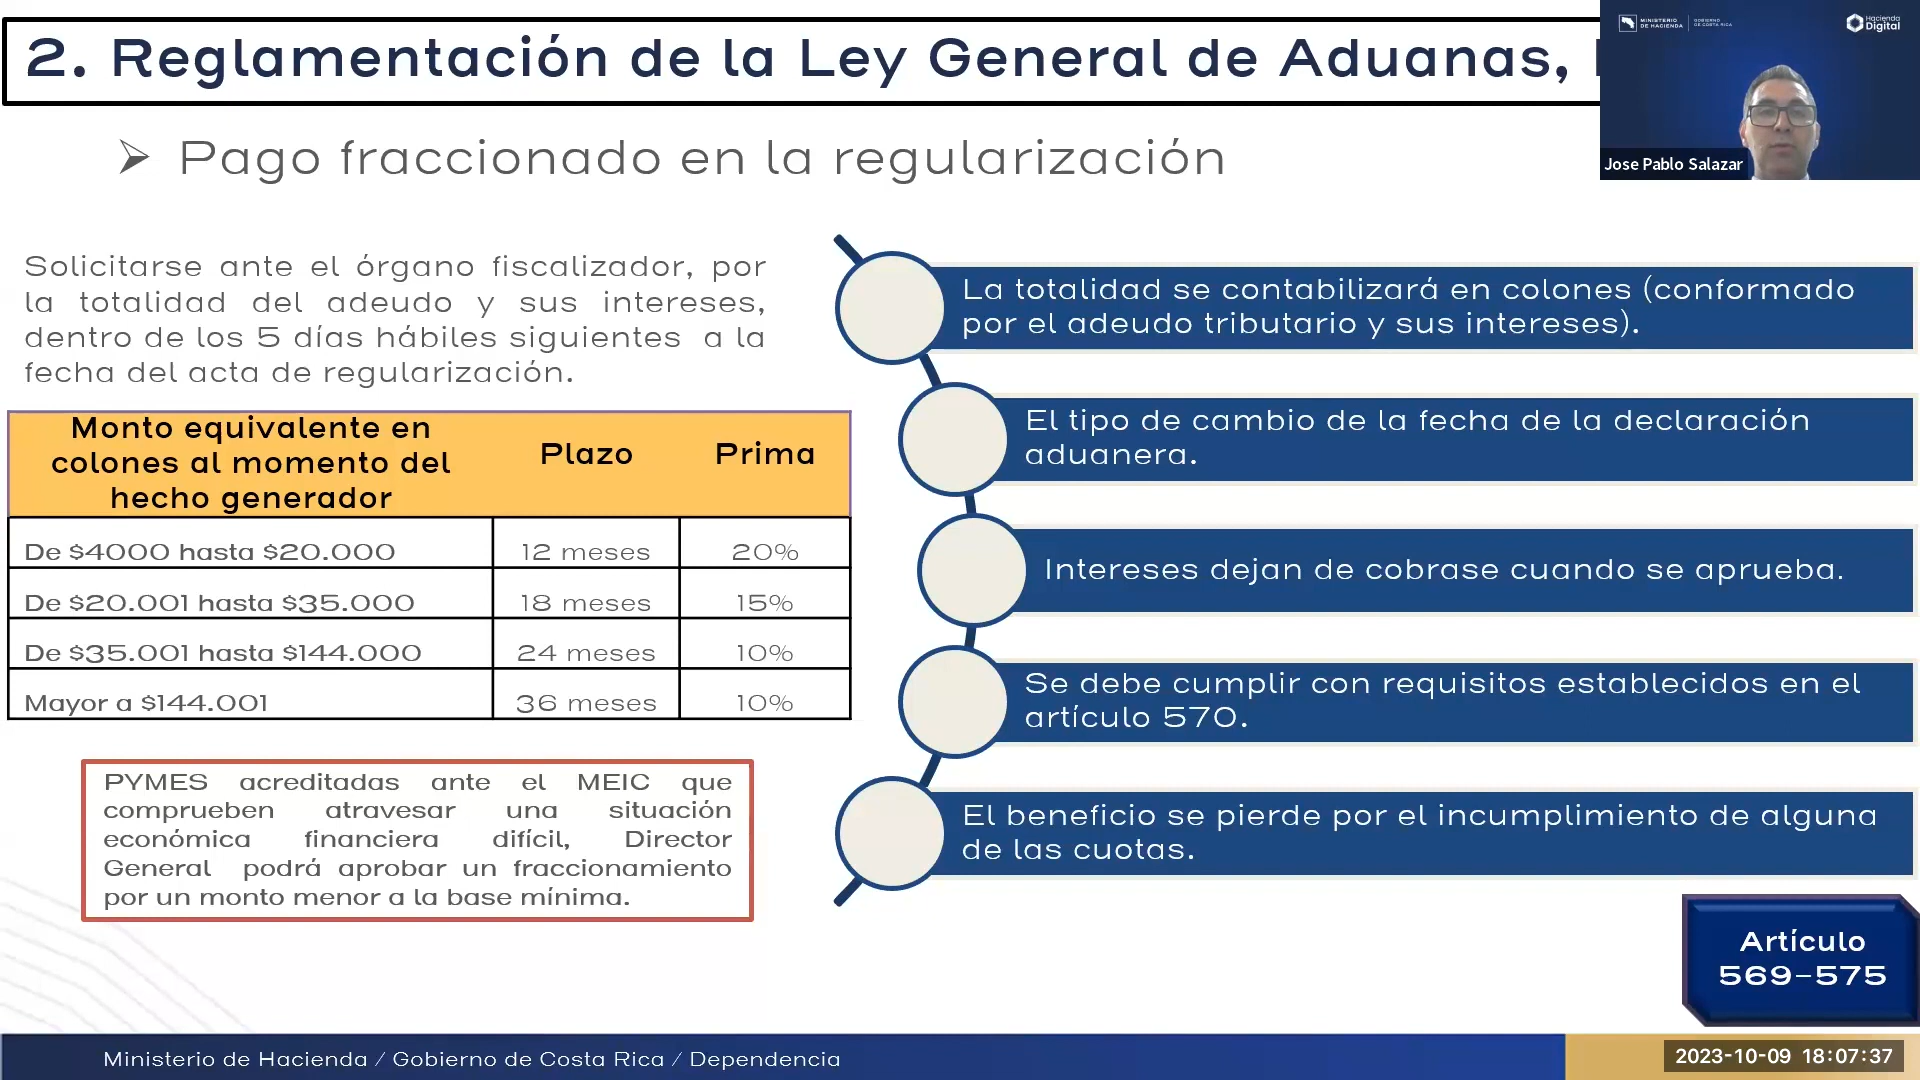 2. Reglamentación de la Ley General de Aduanas,
MINISTERIO
DE HACIENDA
GOBIERNO
DE COSTA RICA
Hacienda
Digital
Jose Pablo Salazar
➢ Pago fraccionado en la regularización
Solicitarse ante el órgano fiscalizador, por
la totalidad del adeudo y sus intereses,
dentro de los 5 días hábiles siguientes a la
fecha del acta de regularización.
Monto equivalente en
colones al momento del
hecho generador
Plazo
Prima
De $4000 hasta $20.000 12 meses 20%
De $20.001 hasta $35.000 18 meses 15%
De $35.001 hasta $144.000 24 meses 10%
Mayor a $144.001 36 meses 10%
PYMES acreditadas ante el MEIC que
comprueben atravesar una situación
económica financiera difícil, Director
General podrá aprobar un fraccionamiento
por un monto menor a la base mínima.
La totalidad se contabilizará en colones (conformado
por el adeudo tributario y sus intereses).
El tipo de cambio de la fecha de la declaración
aduanera.
Intereses dejan de cobrase cuando se aprueba.
Se debe cumplir con requisitos establecidos en el
artículo 570.
El beneficio se pierde por el incumplimiento de alguna
de las cuotas.
Artículo
569-575
Ministerio de Hacienda / Gobierno de Costa Rica / Dependencia
2023-10-09 18:07:37